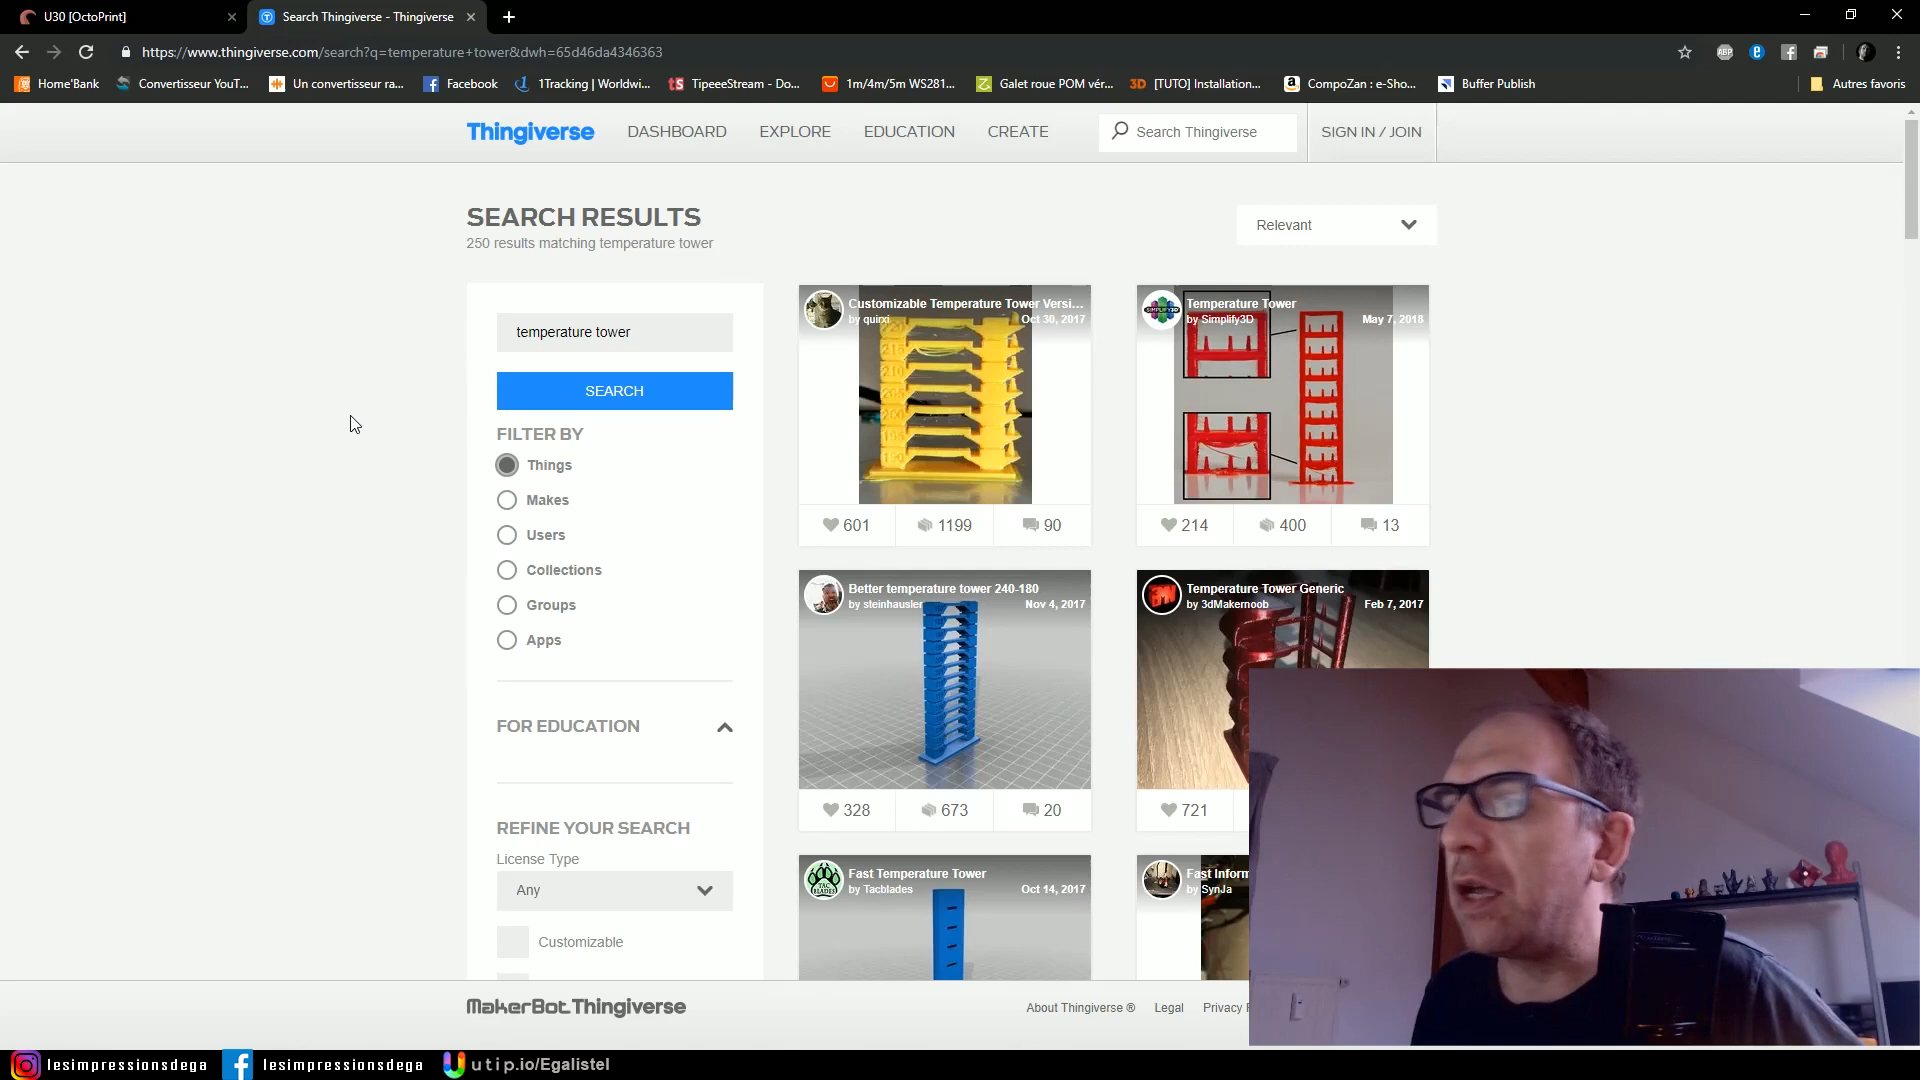 U30 [OctoPrint]
Search Thingiverse - Thingiverse
https://www.thingiverse.com/search?q=temperature+tower&dwh=65d46da4346363
ABP
Home'Bank
Convertisseur YouT...
Un convertisseur ra...
Facebook
1Tracking | Worldwi...
TipeeeStream - Do...
1m/4m/5m WS281...
Galet roue POM vér...
[TUTO] Installation...
CompoZan : e-Sho...
Buffer Publish
Autres favoris
Thingiverse
DASHBOARD
EXPLORE
EDUCATION
CREATE
Search Thingiverse
SIGN IN / JOIN
SEARCH RESULTS
250 results matching temperature tower
Relevant
temperature tower
SEARCH
FILTER BY
Things
Makes
Users
Collections
Groups
Apps
FOR EDUCATION
REFINE YOUR SEARCH
License Type
Any
Customizable
Customizable Temperature Tower Versi...
by quirxi
Oct 30, 2017
601
1199
90
Temperature Tower
by Simplify3D
May 7, 2018
214
400
13
Better temperature tower 240-180
by steinhausler
Nov 4, 2017
328
673
20
Temperature Tower Generic
by 3dMakernoob
Feb 7, 2017
721
Fast Temperature Tower
by Tacblades
Oct 14, 2017
Fast Inform
by SynJa
MakerBot Thingiverse
About Thingiverse ®
Legal
Privacy
lesimpressionsdega
lesimpressionsdega
utip.io/Egalistel